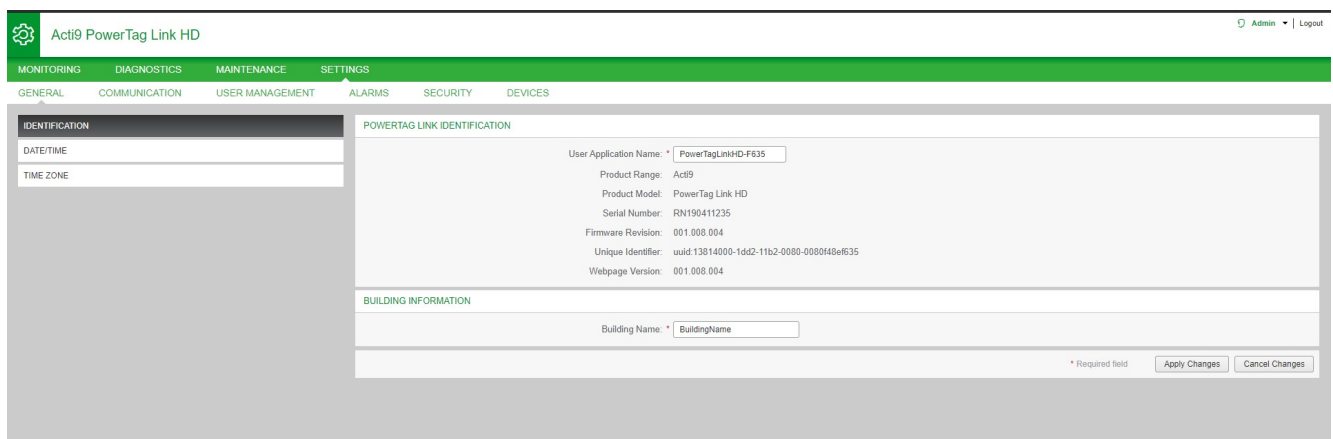 Acti9 PowerTag Link HD
Admin | Logout
MONITORING DIAGNOSTICS MAINTENANCE SETTINGS
GENERAL COMMUNICATION USER MANAGEMENT ALARMS SECURITY DEVICES
IDENTIFICATION
DATE/TIME
TIME ZONE
POWERTAG LINK IDENTIFICATION
User Application Name: * PowerTagLinkHD-F635
Product Range: Acti9
Product Model: PowerTag Link HD
Serial Number: RN190411235
Firmware Revision: 001.008.004
Unique Identifier: uuid:13814000-1dd2-11b2-0080-0080f48ef635
Webpage Version: 001.008.004
BUILDING INFORMATION
Building Name: * BuildingName
* Required field Apply Changes Cancel Changes